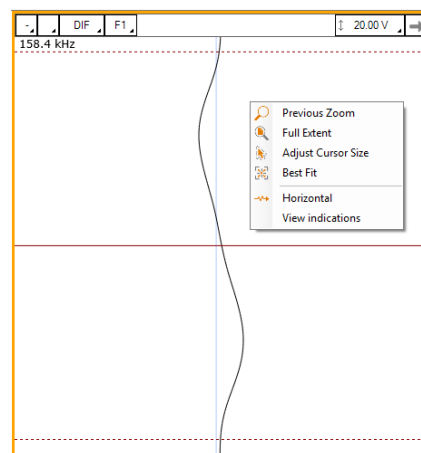 - DIF F1 20.00 V
158.4 kHz
Previous Zoom
Full Extent
Adjust Cursor Size
Best Fit
Horizontal
View indications